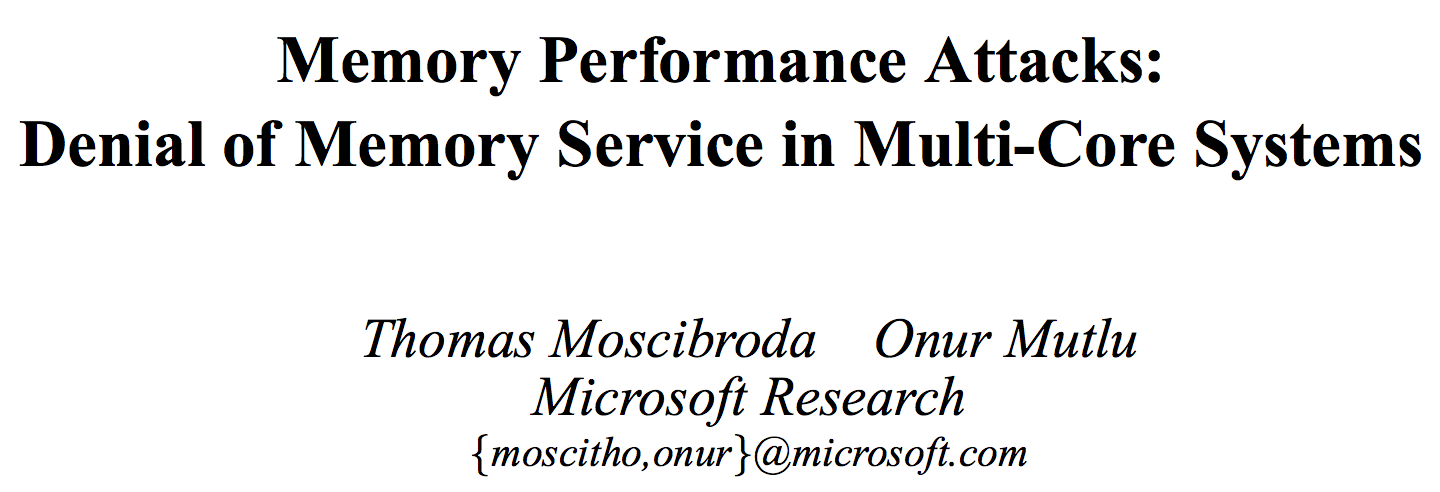 Memory Performance Attacks:
Denial of Memory Service in Multi-Core Systems
Thomas Moscibroda Onur Mutlu
Microsoft Research
{moscitho,onur}@microsoft.com